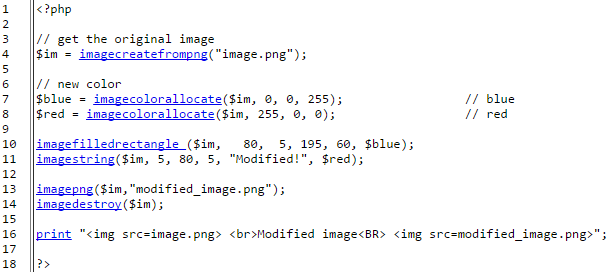 1 <?php
2
3 // get the original image
4 $im = imagecreatefrompng("image.png");
5
6 // new color
7 $blue = imagecolorallocate($im, 0, 0, 255); // blue
8 $red = imagecolorallocate($im, 255, 0, 0); // red
9
10 imagefilledrectangle ($im, 80, 5, 195, 60, $blue);
11 imagestring($im, 5, 80, 5, "Modified!", $red);
12
13 imagepng($im,"modified_image.png");
14 imagedestroy($im);
15
16 print "<img src=image.png> <br>Modified image<BR> <img src=modified_image.png>";
17
18 ?>